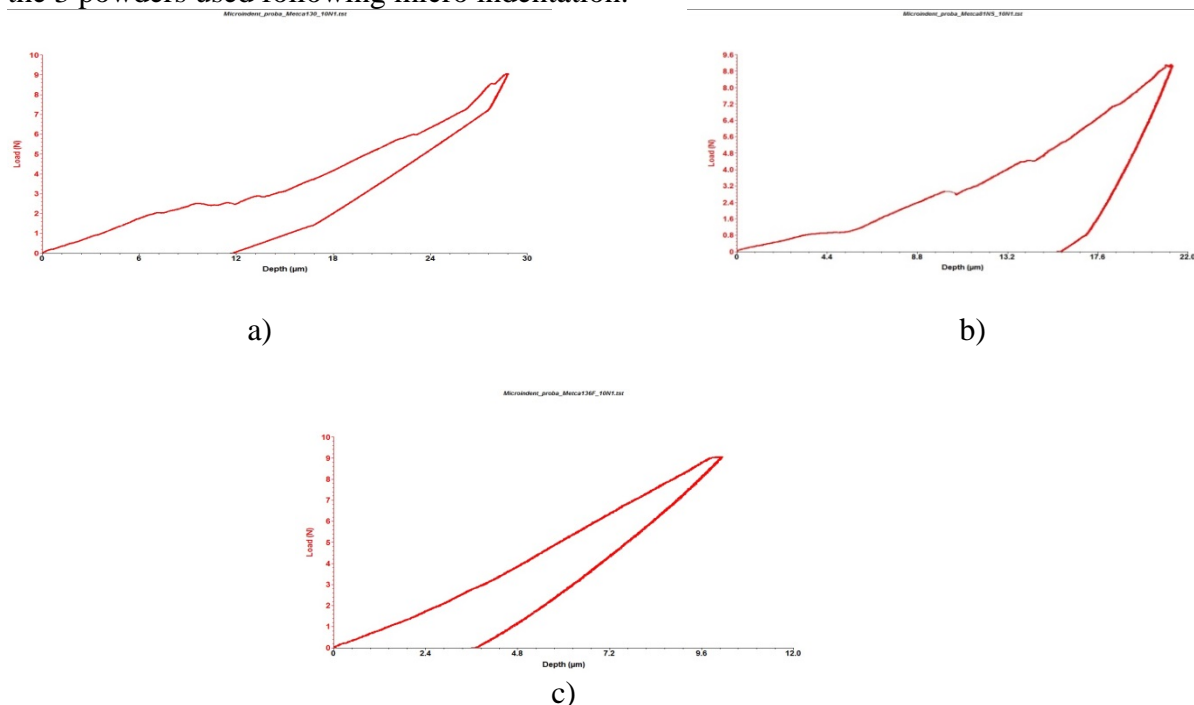 the 3 powders used following micro indentation.
Microindent_proba_Metca130_10N1.tst
Microindent_proba_Metca81NS_10N1.tst
10
9
8
7
6
5
4
3
2
1
0
Load (N)
0 6 12 18 24 30
Depth (µm)
9.6
8.8
8.0
7.2
6.4
5.6
4.8
4.0
3.2
2.4
1.6
0.8
0
Load (N)
0 4.4 8.8 13.2 17.6 22.0
Depth (µm)
a)
b)
Microindent_proba_Metca136F_10N1.tst
10
9
8
7
6
5
4
3
2
1
0
Load (N)
0 2.4 4.8 7.2 9.6 12.0
Depth (µm)
c)